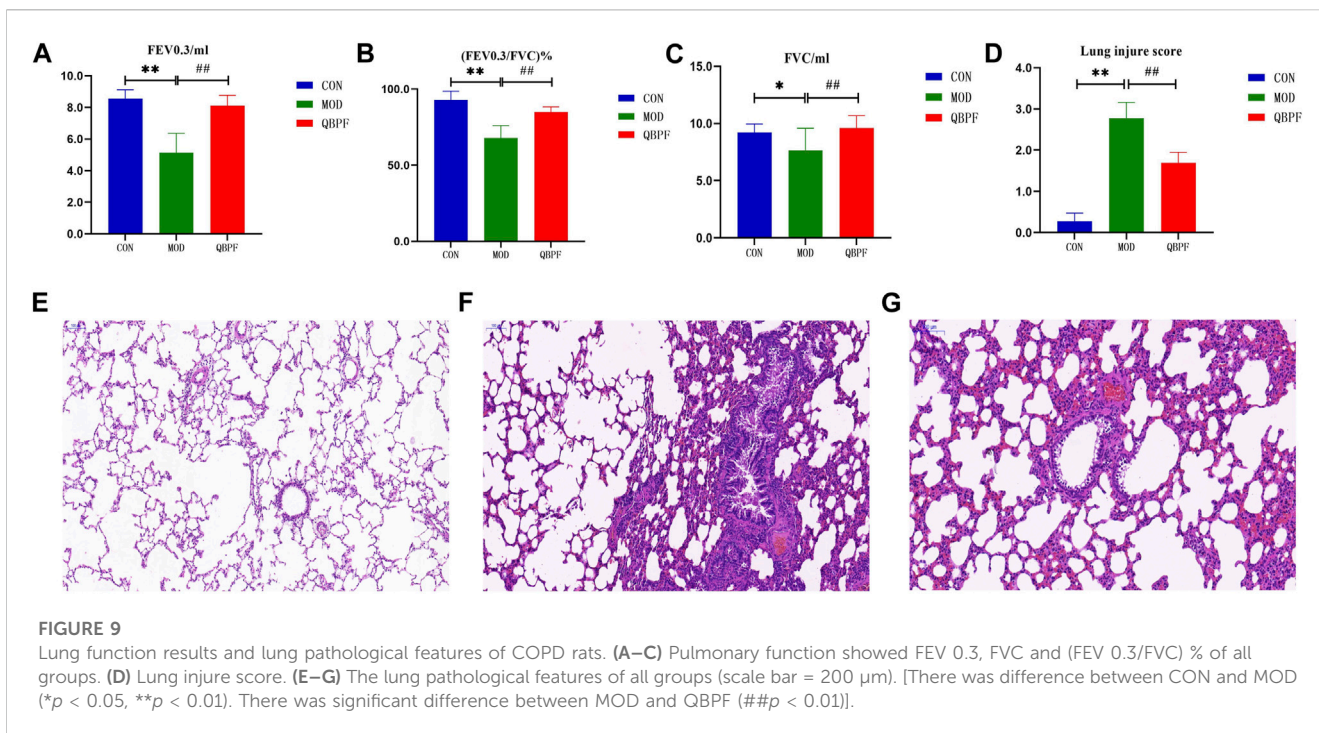 A
FEV0.3/ml
**
##
10.0
8.0
6.0
4.0
2.0
0.0
CON
MOD
QBPF
CON
MOD
QBPF
B
(FEV0.3/FVC)%
**
##
100.0
50.0
0.0
CON
MOD
QBPF
CON
MOD
QBPF
C
FVC/ml
*
##
15.0
10.0
5.0
0.0
CON
MOD
QBPF
CON
MOD
QBPF
D
Lung injure score
**
##
4.0
3.0
2.0
1.0
0.0
CON
MOD
QBPF
CON
MOD
QBPF
E
F
G
FIGURE 9
Lung function results and lung pathological features of COPD rats. (A–C) Pulmonary function showed FEV 0.3, FVC and (FEV 0.3/FVC) % of all
groups. (D) Lung injure score. (E–G) The lung pathological features of all groups (scale bar = 200 µm). [There was difference between CON and MOD
(*p < 0.05, **p < 0.01). There was significant difference between MOD and QBPF (##p < 0.01)].